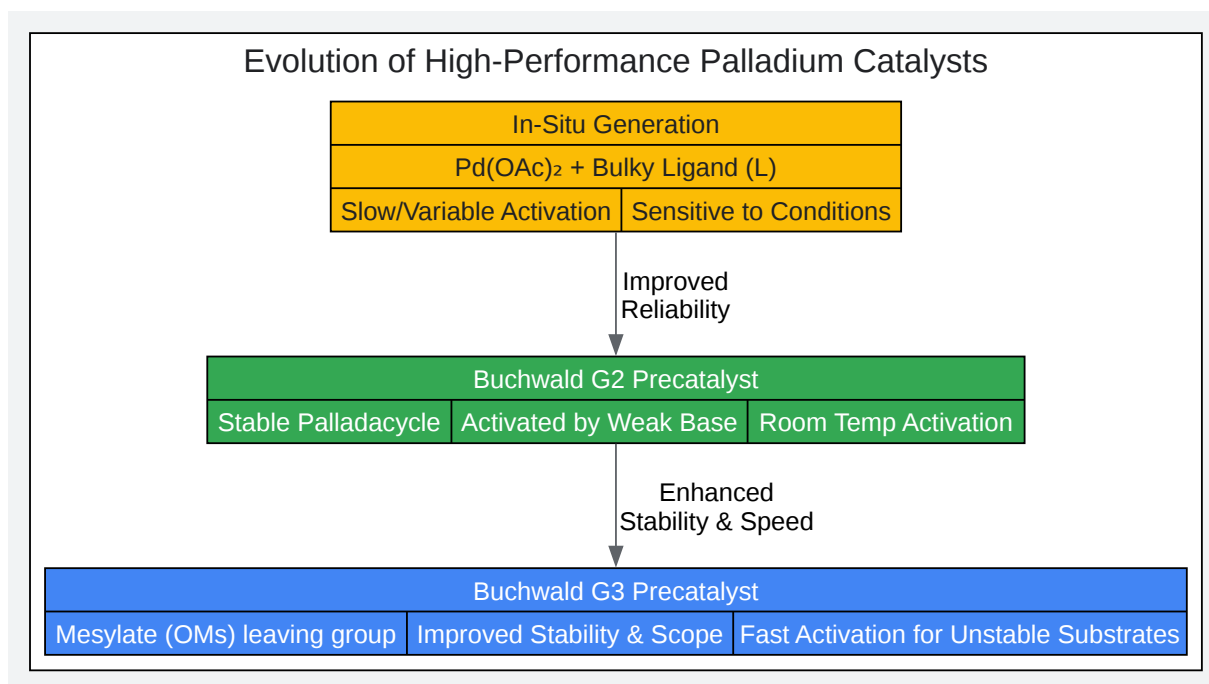 Evolution of High-Performance Palladium Catalysts
In-Situ Generation
Pd(OAc)₂ + Bulky Ligand (L)
Slow/Variable Activation
Sensitive to Conditions
Improved
Reliability
Buchwald G2 Precatalyst
Stable Palladacycle
Activated by Weak Base
Room Temp Activation
Enhanced
Stability & Speed
Buchwald G3 Precatalyst
Mesylate (OMs) leaving group
Improved Stability & Scope
Fast Activation for Unstable Substrates